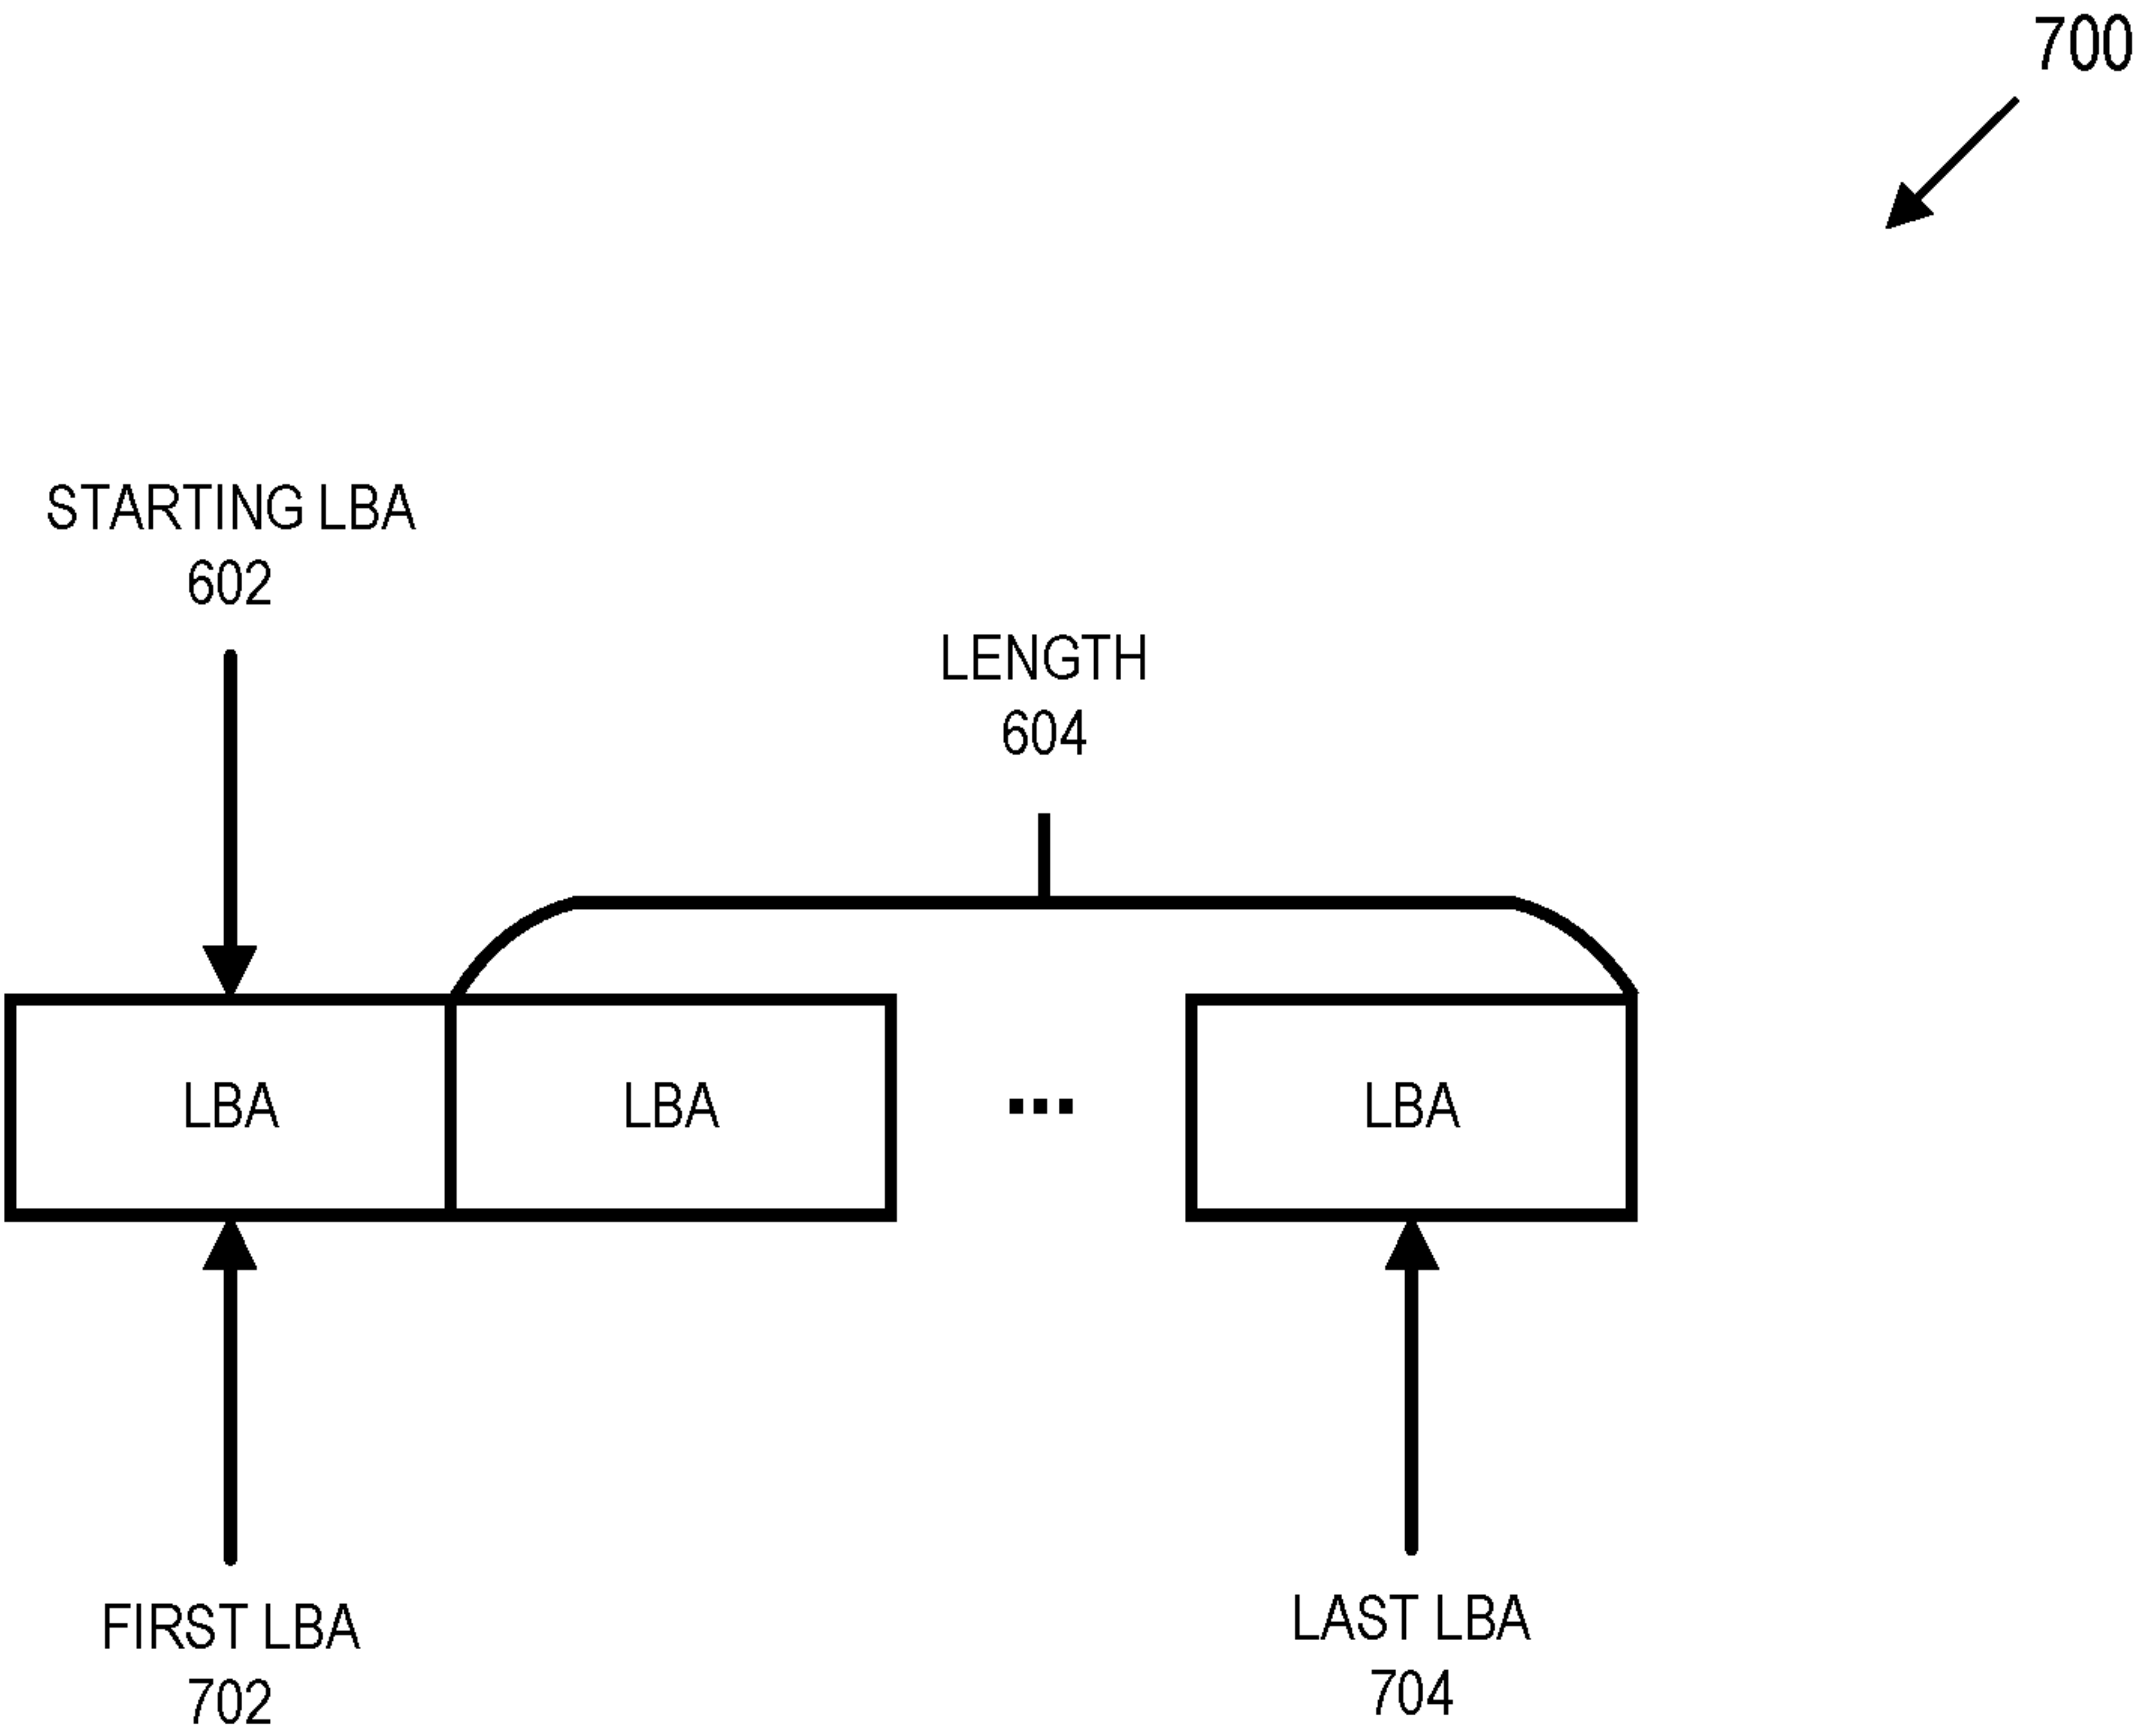 700
STARTING LBA
602
LENGTH
604
LBA
LBA
...
LBA
FIRST LBA
702
LAST LBA
704